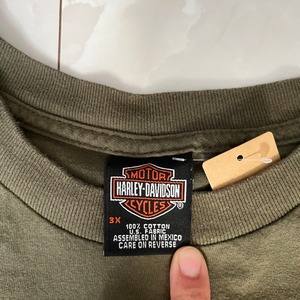 MOTOR
HARLEY-DAVIDSON
CYCLES
®
3X
100% COTTON
U.S. FABRIC
ASSEMBLED IN MEXICO
CARE ON REVERSE